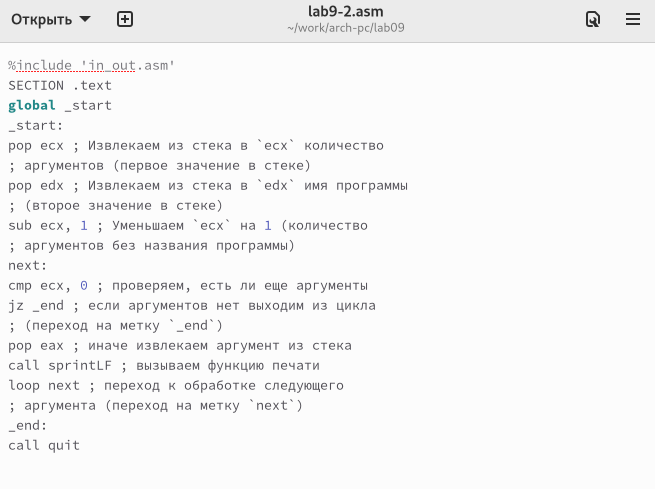 Открыть
lab9-2.asm
~/work/arch-pc/lab09
%include 'in_out.asm'
SECTION .text
global _start
_start:
pop ecx ; Извлекаем из стека в `ecx` количество
; аргументов (первое значение в стеке)
pop edx ; Извлекаем из стека в `edx` имя программы
; (второе значение в стеке)
sub ecx, 1 ; Уменьшаем `ecx` на 1 (количество
; аргументов без названия программы)
next:
cmp ecx, 0 ; проверяем, есть ли еще аргументы
jz _end ; если аргументов нет выходим из цикла
; (переход на метку `_end`)
pop eax ; иначе извлекаем аргумент из стека
call sprintLF ; вызываем функцию печати
loop next ; переход к обработке следующего
; аргумента (переход на метку `next`)
_end:
call quit